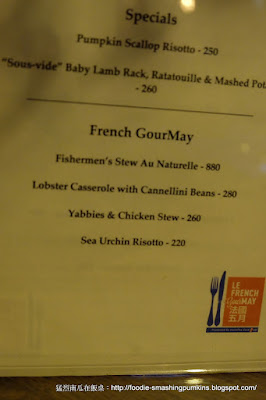 Specials
Pumpkin Scallop Risotto - 250
"Sous-vide" Baby Lamb Rack, Ratatouille & Mashed Pot
- 260
French GourMay
Fishermen's Stew Au Naturelle - 880
Lobster Casserole with Cannellini Beans - 280
Yabbies & Chicken Stew - 260
Sea Urchin Risotto - 220
LE
FRENCH
GourMAY
法國
五月
猛烈南瓜在飯桌：http://foodie-smashingpumkins.blogspot.com/